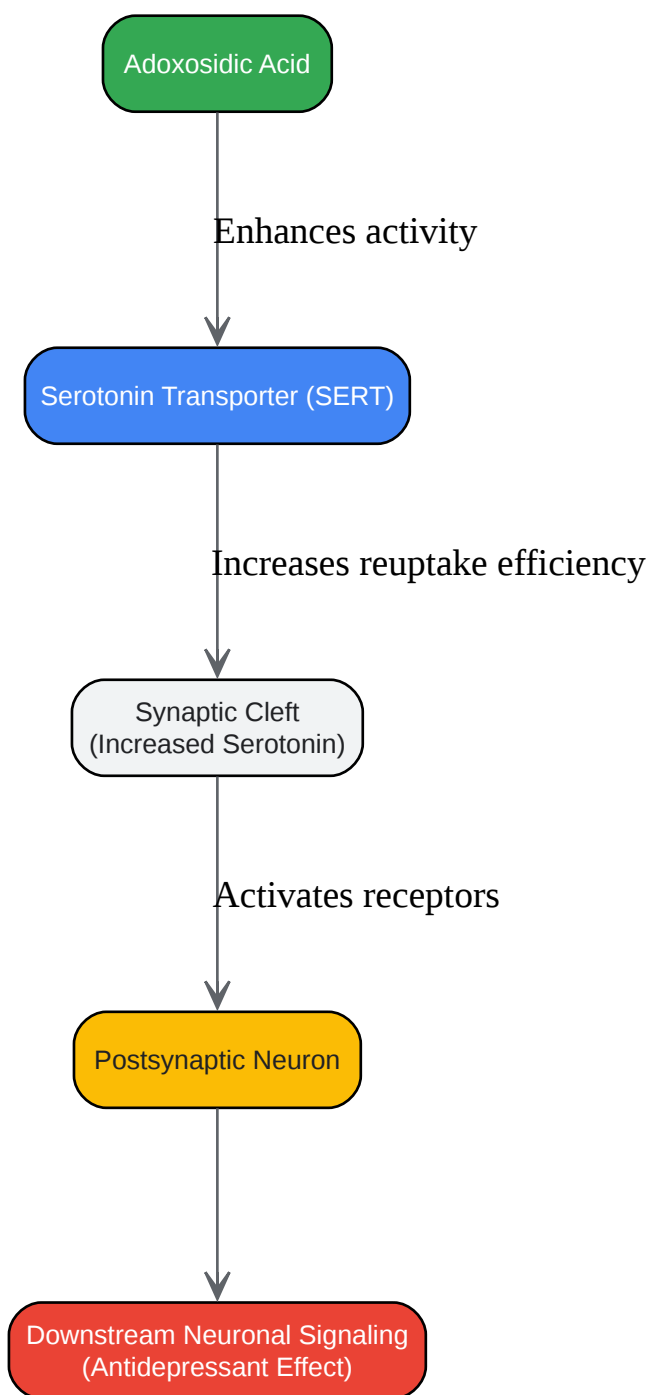 Adoxosidic Acid
Enhances activity
Serotonin Transporter (SERT)
Increases reuptake efficiency
Synaptic Cleft
(Increased Serotonin)
Activates receptors
Postsynaptic Neuron
Downstream Neuronal Signaling
(Antidepressant Effect)